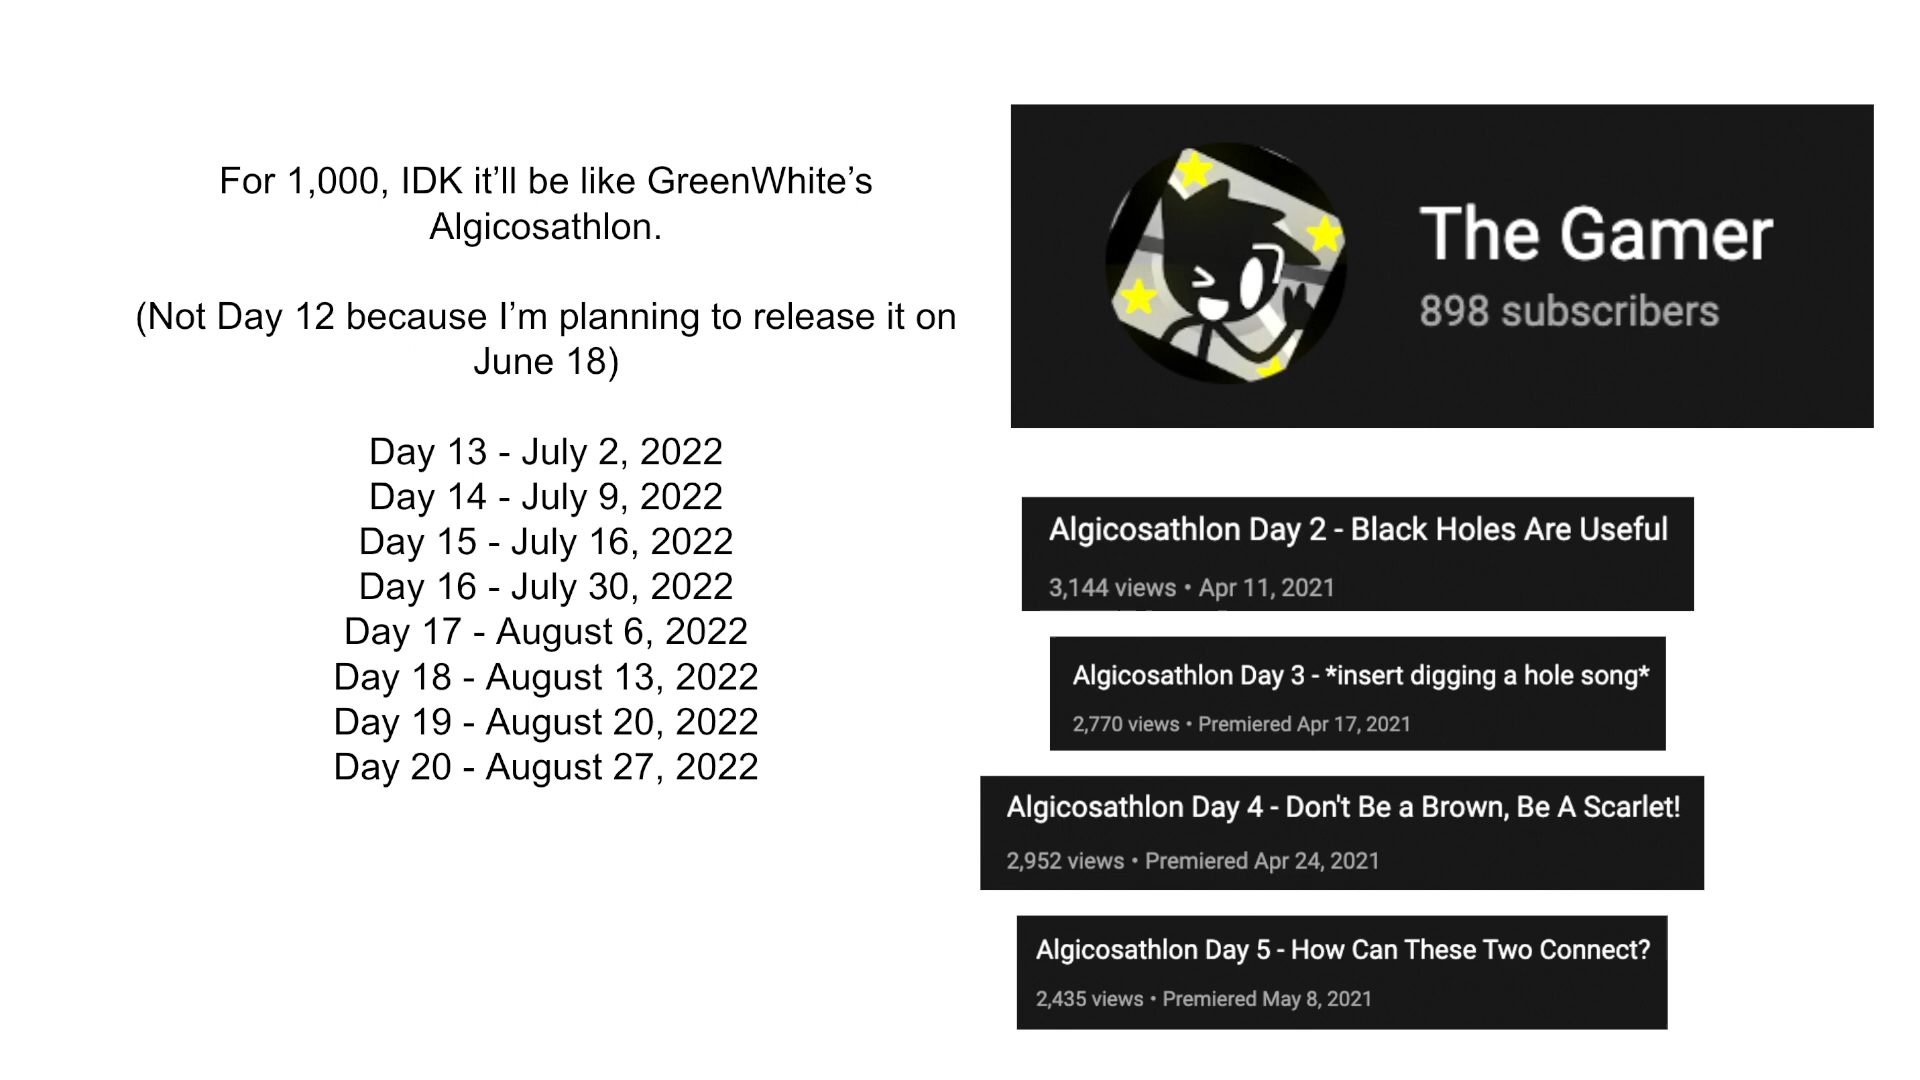 For 1,000, IDK it’ll be like GreenWhite’s
Algicosathlon.
(Not Day 12 because I’m planning to release it on
June 18)
Day 13 - July 2, 2022
Day 14 - July 9, 2022
Day 15 - July 16, 2022
Day 16 - July 30, 2022
Day 17 - August 6, 2022
Day 18 - August 13, 2022
Day 19 - August 20, 2022
Day 20 - August 27, 2022
The Gamer
898 subscribers
Algicosathlon Day 2 - Black Holes Are Useful
3,144 views • Apr 11, 2021
Algicosathlon Day 3 - *insert digging a hole song*
2,770 views • Premiered Apr 17, 2021
Algicosathlon Day 4 - Don't Be a Brown, Be A Scarlet!
2,952 views • Premiered Apr 24, 2021
Algicosathlon Day 5 - How Can These Two Connect?
2,435 views • Premiered May 8, 2021